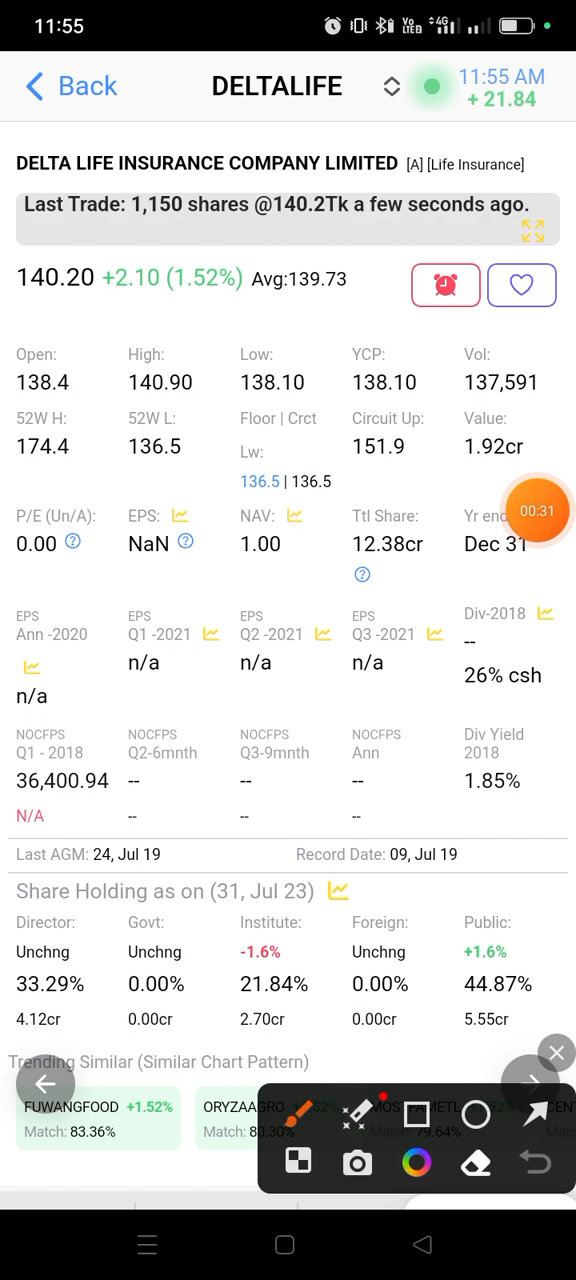 11:55
Vo LTE 2 4G
Back DELTALIFE 11:55 AM
+ 21.84
DELTA LIFE INSURANCE COMPANY LIMITED [A] [Life Insurance]
Last Trade: 1,150 shares @140.2Tk a few seconds ago.
140.20 +2.10 (1.52%) Avg:139.73
Open: High: Low: YCP: Vol:
138.4 140.90 138.10 138.10 137,591
52W H: 52W L: Floor | Crct Lw: Circuit Up: Value:
174.4 136.5 136.5 | 136.5 151.9 1.92cr
00:31
P/E (Un/A): EPS: NAV: Ttl Share: Yr end
0.00 NaN 1.00 12.38cr Dec 31
EPS EPS EPS EPS Div-2018
Ann -2020 Q1 -2021 Q2 -2021 Q3 -2021 --
n/a n/a n/a n/a 26% csh
NOCFPS NOCFPS NOCFPS NOCFPS Div Yield
Q1 - 2018 Q2-6mnth Q3-9mnth Ann 2018
36,400.94 -- -- -- 1.85%
N/A -- -- --
Last AGM: 24, Jul 19 Record Date: 09, Jul 19
Share Holding as on (31, Jul 23)
Director: Govt: Institute: Foreign: Public:
Unchng Unchng -1.6% Unchng +1.6%
33.29% 0.00% 21.84% 0.00% 44.87%
4.12cr 0.00cr 2.70cr 0.00cr 5.55cr
Trending Similar (Similar Chart Pattern)
FUWANGFOOD +1.52% ORYZAAGRO
Match: 83.36% Match: 80.30% 79.64%